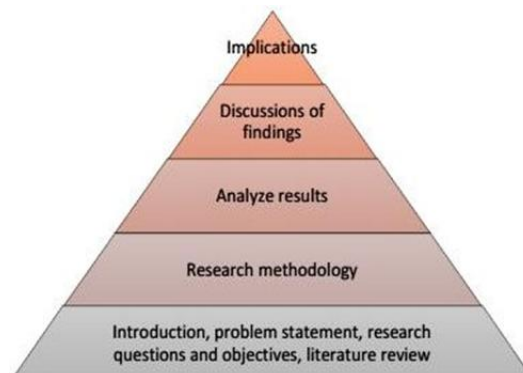 Implications
Discussions of
findings
Analyze results
Research methodology
Introduction, problem statement, research
questions and objectives, literature review